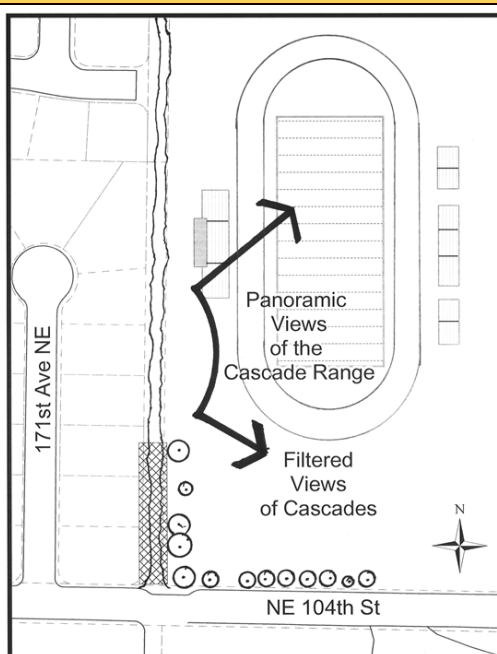 171st Ave NE
Panoramic
Views
of the
Cascade Range
Filtered
Views
of Cascades
N
NE 104th St